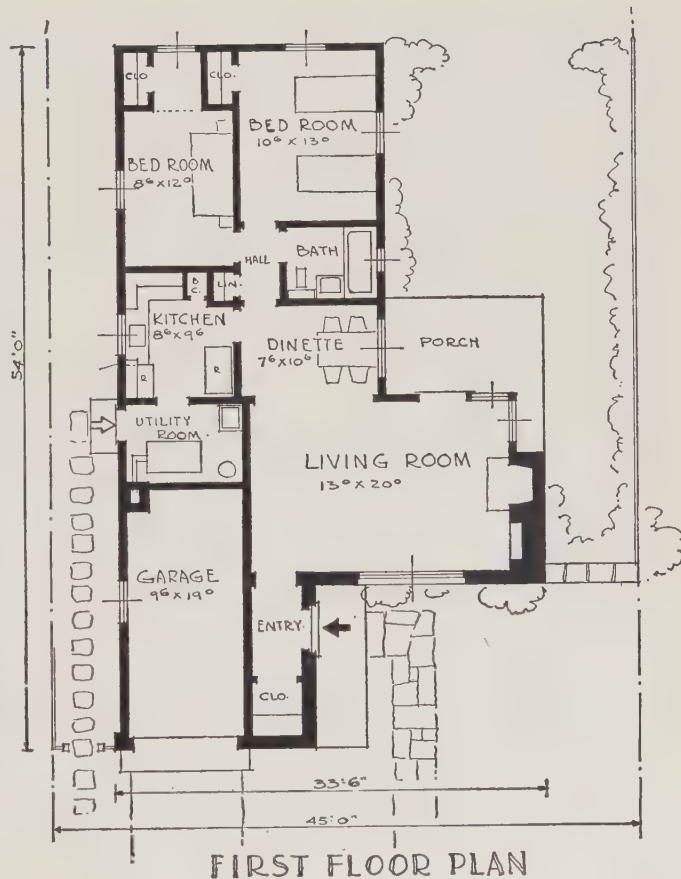 CLO.
CLO.
BED ROOM
10⁶ X 13⁰
BED ROOM
8⁶ X 12⁰
HALL
BATH
B.
C.
LIN.
KITCHEN
8⁶ X 9⁶
DINETTE
7⁶ X 10⁶
PORCH
R
R
54'0"
UTILITY
ROOM.
LIVING ROOM
13⁰ X 20⁰
GARAGE
9⁶ X 19⁰
ENTRY.
CLO.
33'6"
45'0"
FIRST FLOOR PLAN